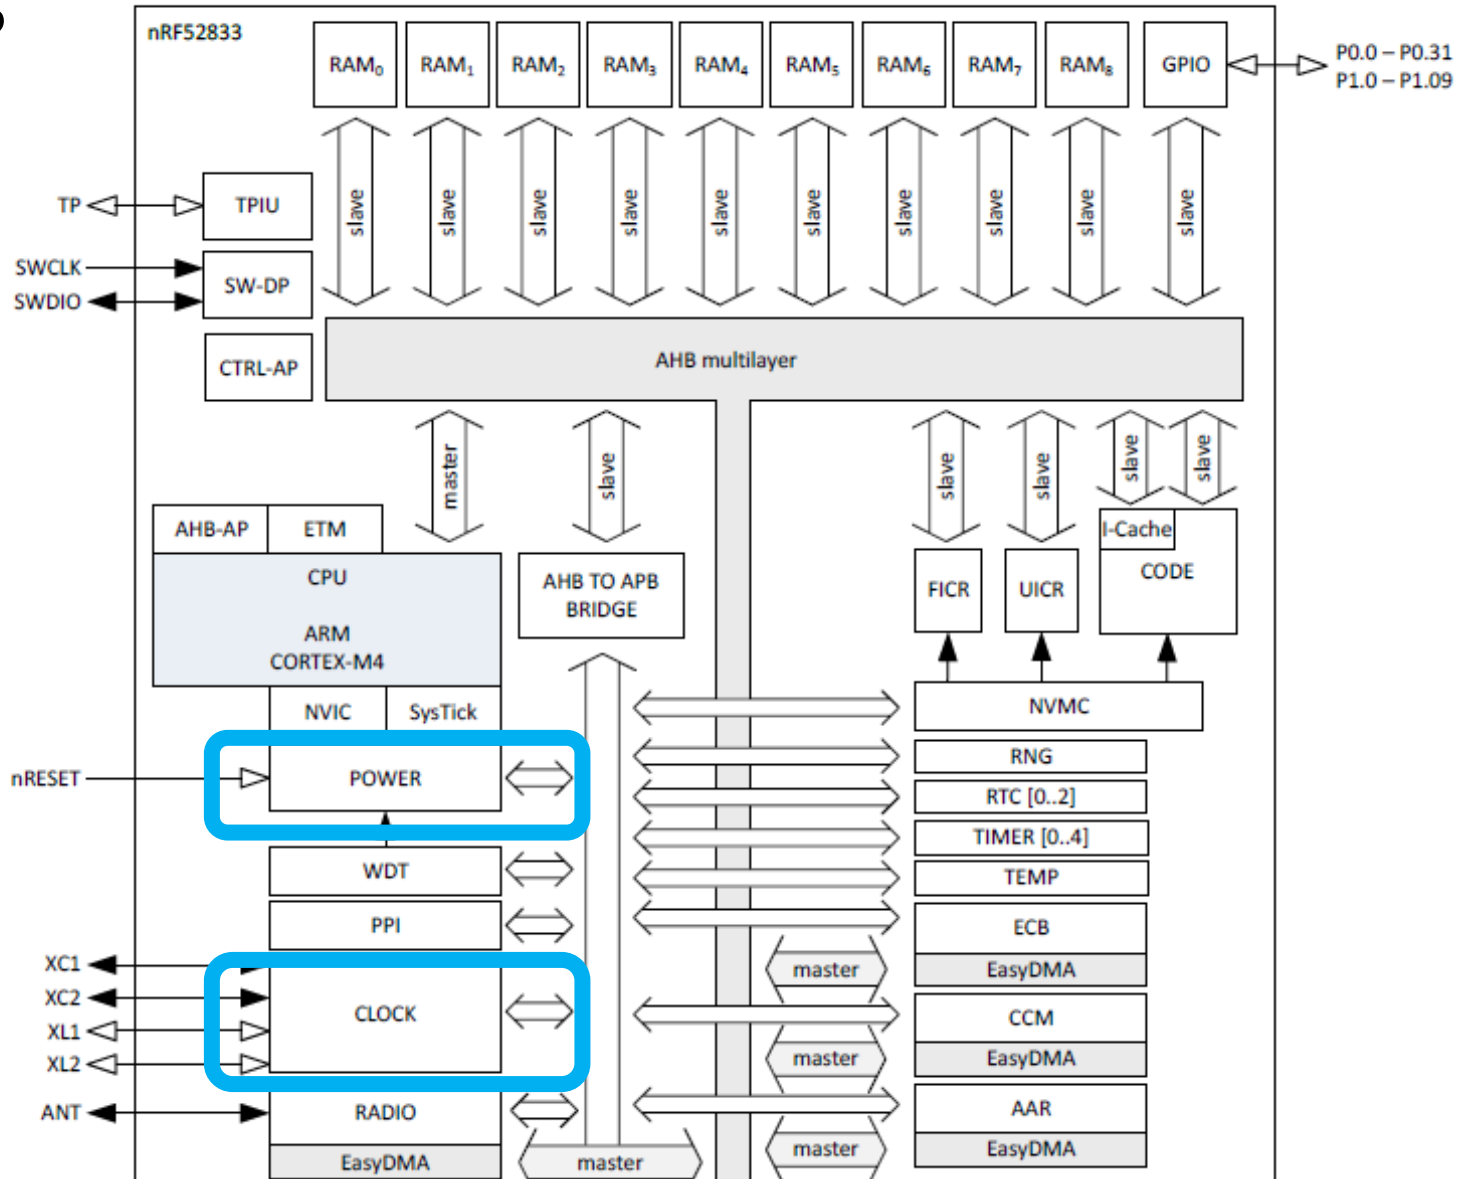 nRF52833
RAM₀ RAM₁ RAM₂ RAM₃ RAM₄ RAM₅ RAM₆ RAM₇ RAM₈ GPIO
P0.0 – P0.31
P1.0 – P1.09
slave slave slave slave slave slave slave slave slave slave
TP TPIU
SWCLK
SW-DP
SWDIO
CTRL-AP
AHB multilayer
master slave slave slave slave slave
AHB-AP ETM
I-Cache
CPU
AHB TO APB
BRIDGE
FICR UICR CODE
ARM
CORTEX-M4
NVIC SysTick
NVMC
nRESET POWER
RNG
RTC [0..2]
TIMER [0..4]
WDT
TEMP
PPI
ECB
XC1
master EasyDMA
XC2
CLOCK
CCM
XL1
master EasyDMA
XL2
ANT RADIO
AAR
EasyDMA master
master EasyDMA